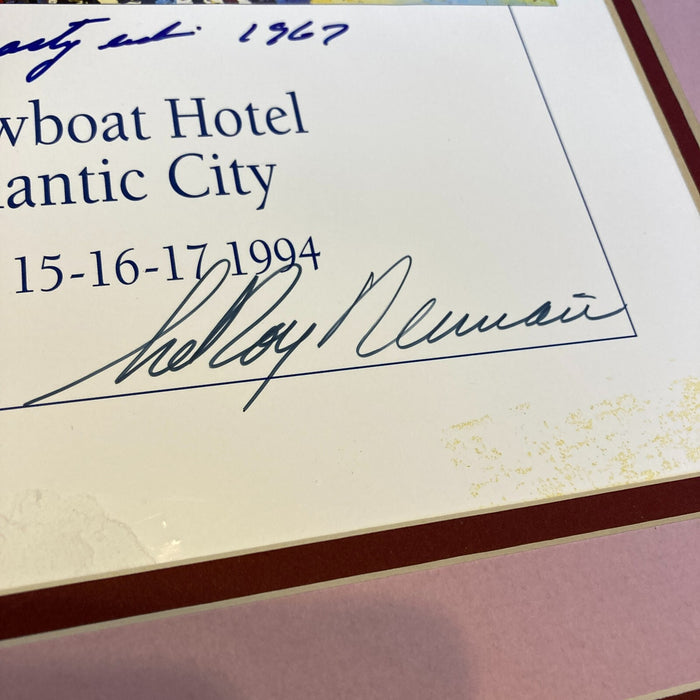 1967
wboat Hotel
antic City
15-16-17 1994
LeRoy Neiman